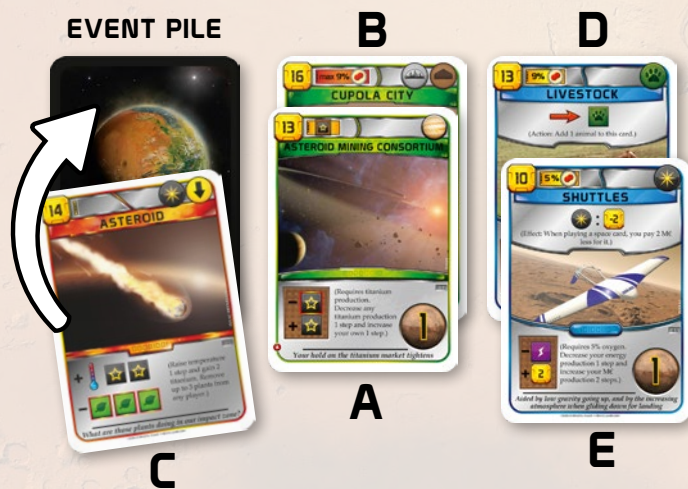 EVENT PILE
B
D
16
max 9%
CUPOLA CITY
13
9%
LIVESTOCK
(Action: Add 1 animal to this card.)
13
ASTEROID MINING CONSORTIUM
10
5%
SHUTTLES
: -2
(Effect: When playing a space card, you pay 2 M€
less for it.)
14
ASTEROID
+
-
(Raise temperature
1 step and gain 2
titanium. Remove
up to 3 plants from
any player.)
What are those plants doing in our impact zone?
-
+
(Requires titanium
production.
Decrease any
titanium production
1 step and increase
your own 1 step.)
1
Your hold on the titanium market tightens
-
+ 2
(Requires 5% oxygen.
Decrease your energy
production 1 step and
increase your M€
production 2 steps.)
1
Aided by low gravity going up, and by the increasing
atmosphere when gliding down for landing
A
E
C